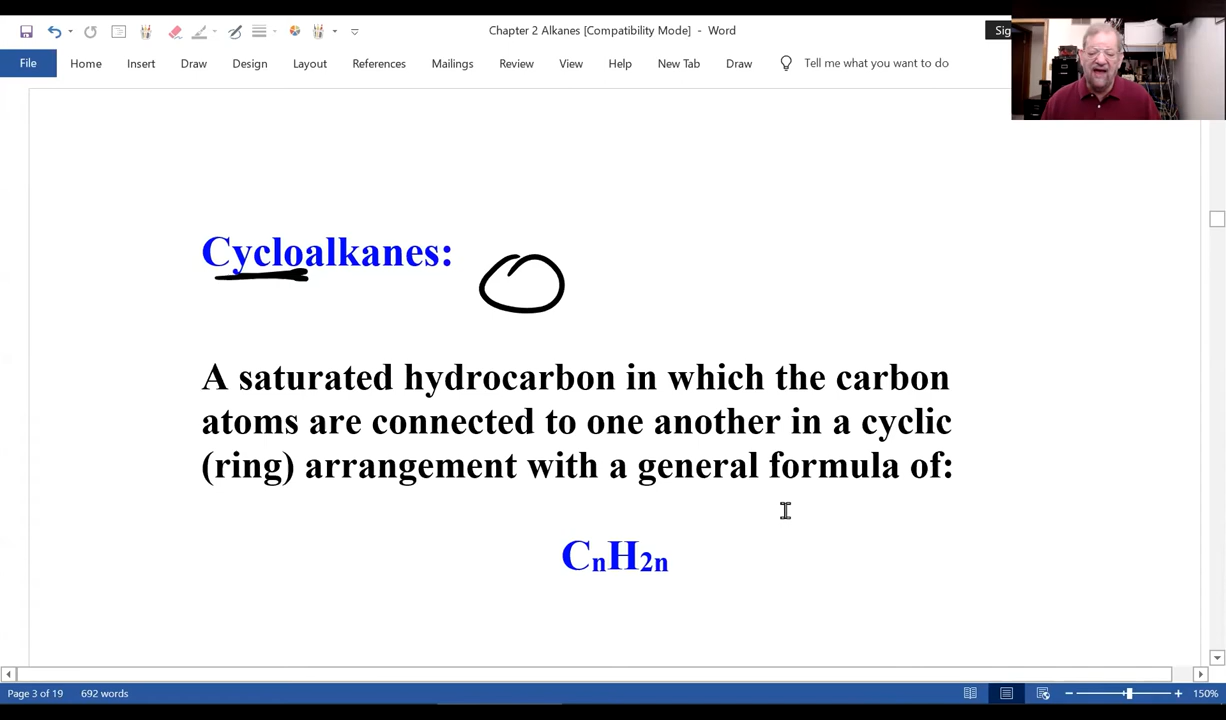 Chapter 2 Alkanes [Compatibility Mode] - Word
File Home Insert Draw Design Layout References Mailings Review View Help New Tab Draw Tell me what you want to do
Cycloalkanes:
A saturated hydrocarbon in which the carbon
atoms are connected to one another in a cyclic
(ring) arrangement with a general formula of:
CnH2n
Page 3 of 19 692 words 150%